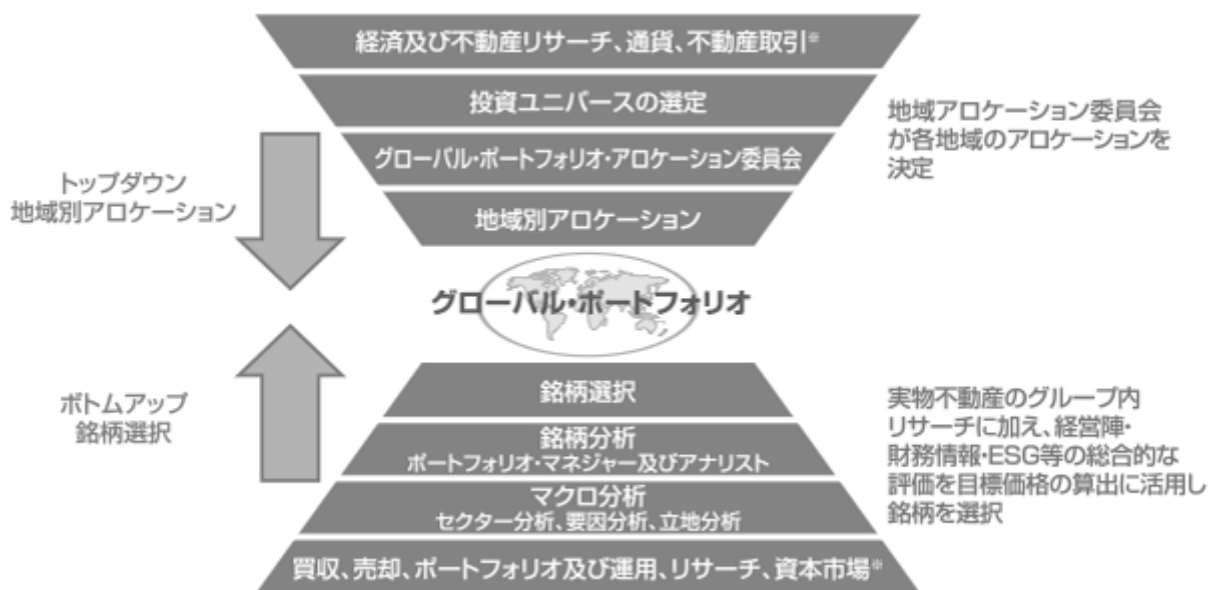 経済及び不動産リサーチ、通貨、不動産取引※
投資ユニバースの選定
グローバル・ポートフォリオ・アロケーション委員会
地域別アロケーション
トップダウン
地域別アロケーション
地域アロケーション委員会
が各地域のアロケーションを
決定
グローバル・ポートフォリオ
ボトムアップ
銘柄選択
銘柄選択
銘柄分析
ポートフォリオ・マネジャー及びアナリスト
マクロ分析
セクター分析、要因分析、立地分析
買収、売却、ポートフォリオ及び運用、リサーチ、資本市場※
実物不動産のグループ内
リサーチに加え、経営陣・
財務情報・ESG等の総合的な
評価を目標価格の算出に活用し
銘柄を選択